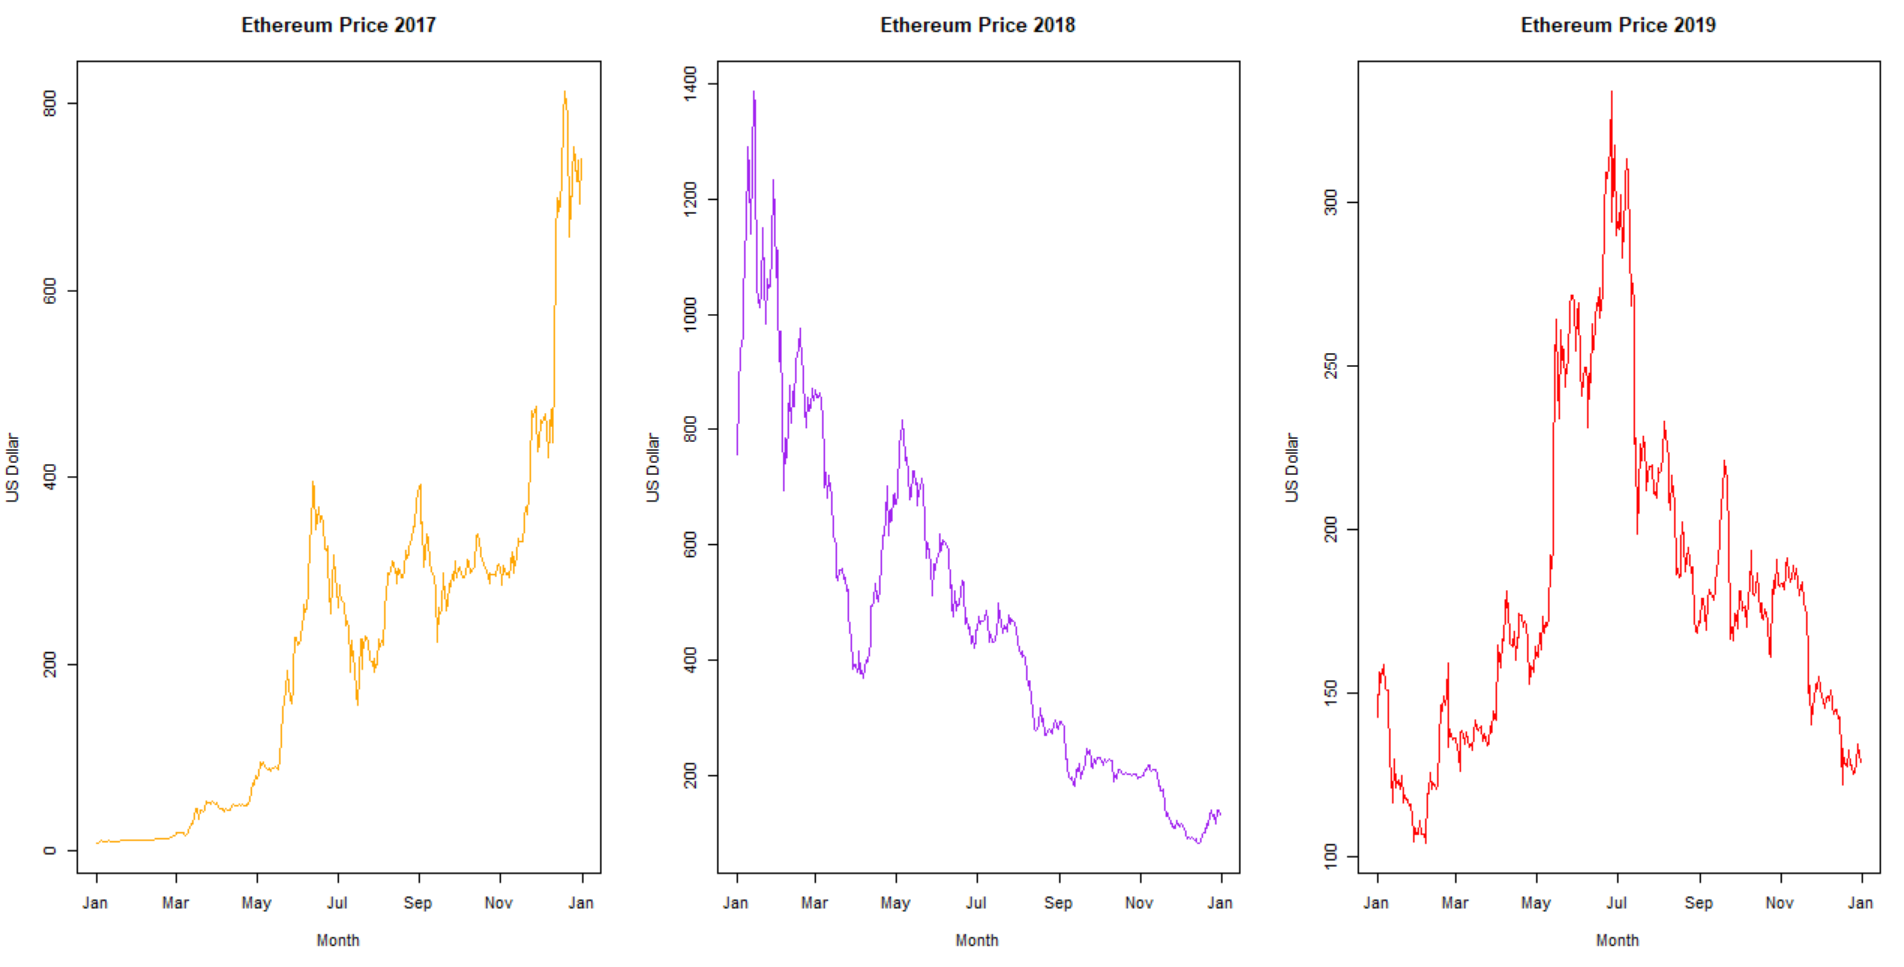 Ethereum Price 2017
800
600
400
200
0
US Dollar
Jan Mar May Jul Sep Nov Jan
Month
Ethereum Price 2018
1400
1200
1000
800
600
400
200
US Dollar
Jan Mar May Jul Sep Nov Jan
Month
Ethereum Price 2019
300
250
200
150
100
US Dollar
Jan Mar May Jul Sep Nov Jan
Month